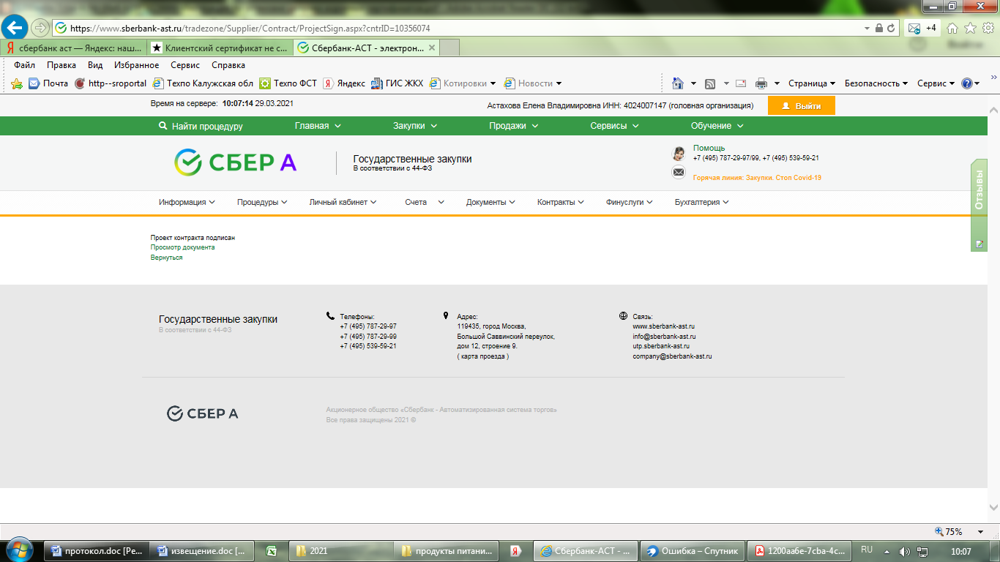 https://www.sberbank-ast.ru/tradezone/Supplier/Contract/ProjectSign.aspx?cntrID=10356074
+4
сбербанк аст — Яндекс: наш...
Клиентский сертификат не с...
Сбербанк-АСТ - электрон...
Файл Правка Вид Избранное Сервис Справка
Почта http--sroportal Техпо Калужская обл Техпо ФСТ Яндекс ГИС ЖКХ Котировки Новости
Страница Безопасность Сервис
Время на сервере: 10:07:14 29.03.2021
Астахова Елена Владимировна ИНН: 4024007147 (головная организация)
Выйти
Найти процедуру Главная Закупки Продажи Сервисы Обучение
СБЕР А
Государственные закупки
В соответствии с 44-ФЗ
Помощь
+7 (495) 787-29-97/99, +7 (495) 539-59-21
Горячая линия: Закупки. Стоп Covid-19
Отзывы
Информация Процедуры Личный кабинет Счета Документы Контракты Финуслуги Бухгалтерия
Проект контракта подписан
Просмотр документа
Вернуться
Государственные закупки
В соответствии с 44-ФЗ
Телефоны:
+7 (495) 787-29-97
+7 (495) 787-29-99
+7 (495) 539-59-21
Адрес:
119435, город Москва,
Большой Саввинский переулок,
дом 12, строение 9.
( карта проезда )
Связь:
www.sberbank-ast.ru
info@sberbank-ast.ru
utp.sberbank-ast.ru
company@sberbank-ast.ru
СБЕР А
Акционерное общество «Сбербанк - Автоматизированная система торгов»
Все права защищены 2021 ©
75%
протокол.doc [Ре...
извещение.doc [...
2021
продукты питани...
Сбербанк-АСТ - ...
Ошибка – Спутник
1200aa6e-7cba-4c...
RU
10:07